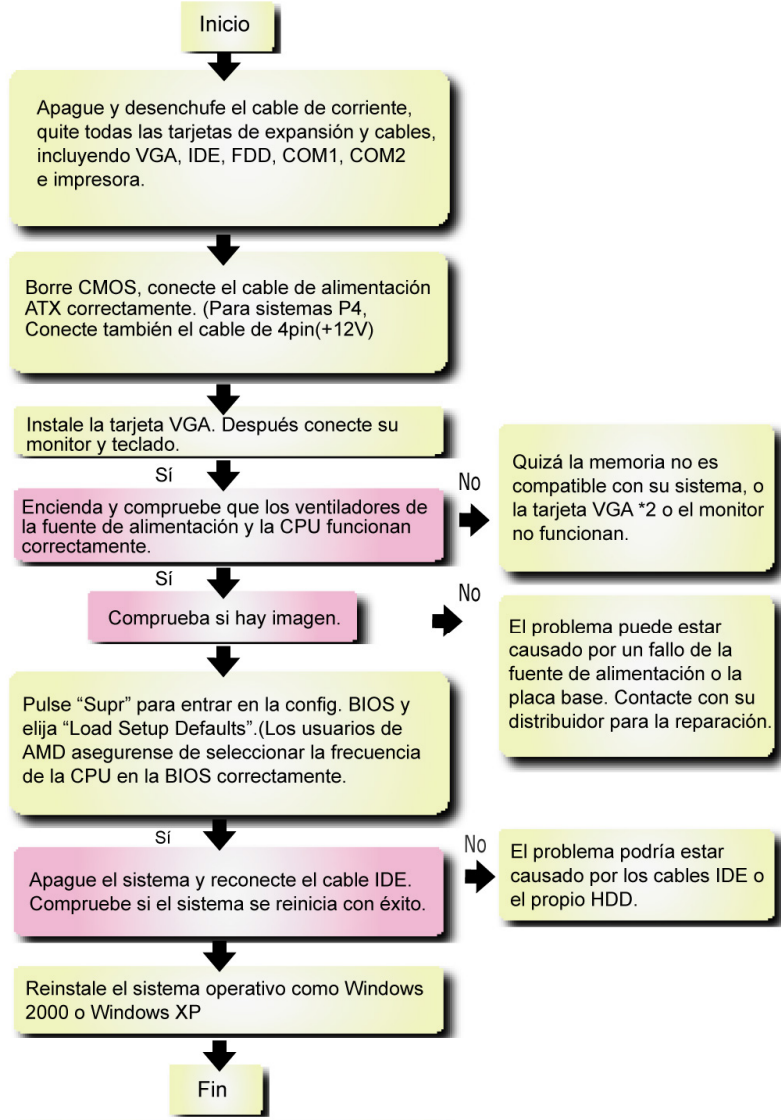 Inicio
Apague y desenchufe el cable de corriente,
quite todas las tarjetas de expansión y cables,
incluyendo VGA, IDE, FDD, COM1, COM2
e impresora.
Borre CMOS, conecte el cable de alimentación
ATX correctamente. (Para sistemas P4,
Conecte también el cable de 4pin(+12V)
Instale la tarjeta VGA. Después conecte su
monitor y teclado.
Sí
Encienda y compruebe que los ventiladores de
la fuente de alimentación y la CPU funcionan
correctamente.
No
Quizá la memoria no es
compatible con su sistema, o
la tarjeta VGA *2 o el monitor
no funcionan.
Sí
Comprueba si hay imagen.
No
El problema puede estar
causado por un fallo de la
fuente de alimentación o la
placa base. Contacte con su
distribuidor para la reparación.
Pulse “Supr” para entrar en la config. BIOS y
elija “Load Setup Defaults”.(Los usuarios de
AMD asegurense de seleccionar la frecuencia
de la CPU en la BIOS correctamente.
Sí
Apague el sistema y reconecte el cable IDE.
Compruebe si el sistema se reinicia con éxito.
No
El problema podría estar
causado por los cables IDE o
el propio HDD.
Reinstale el sistema operativo como Windows
2000 o Windows XP
Fin